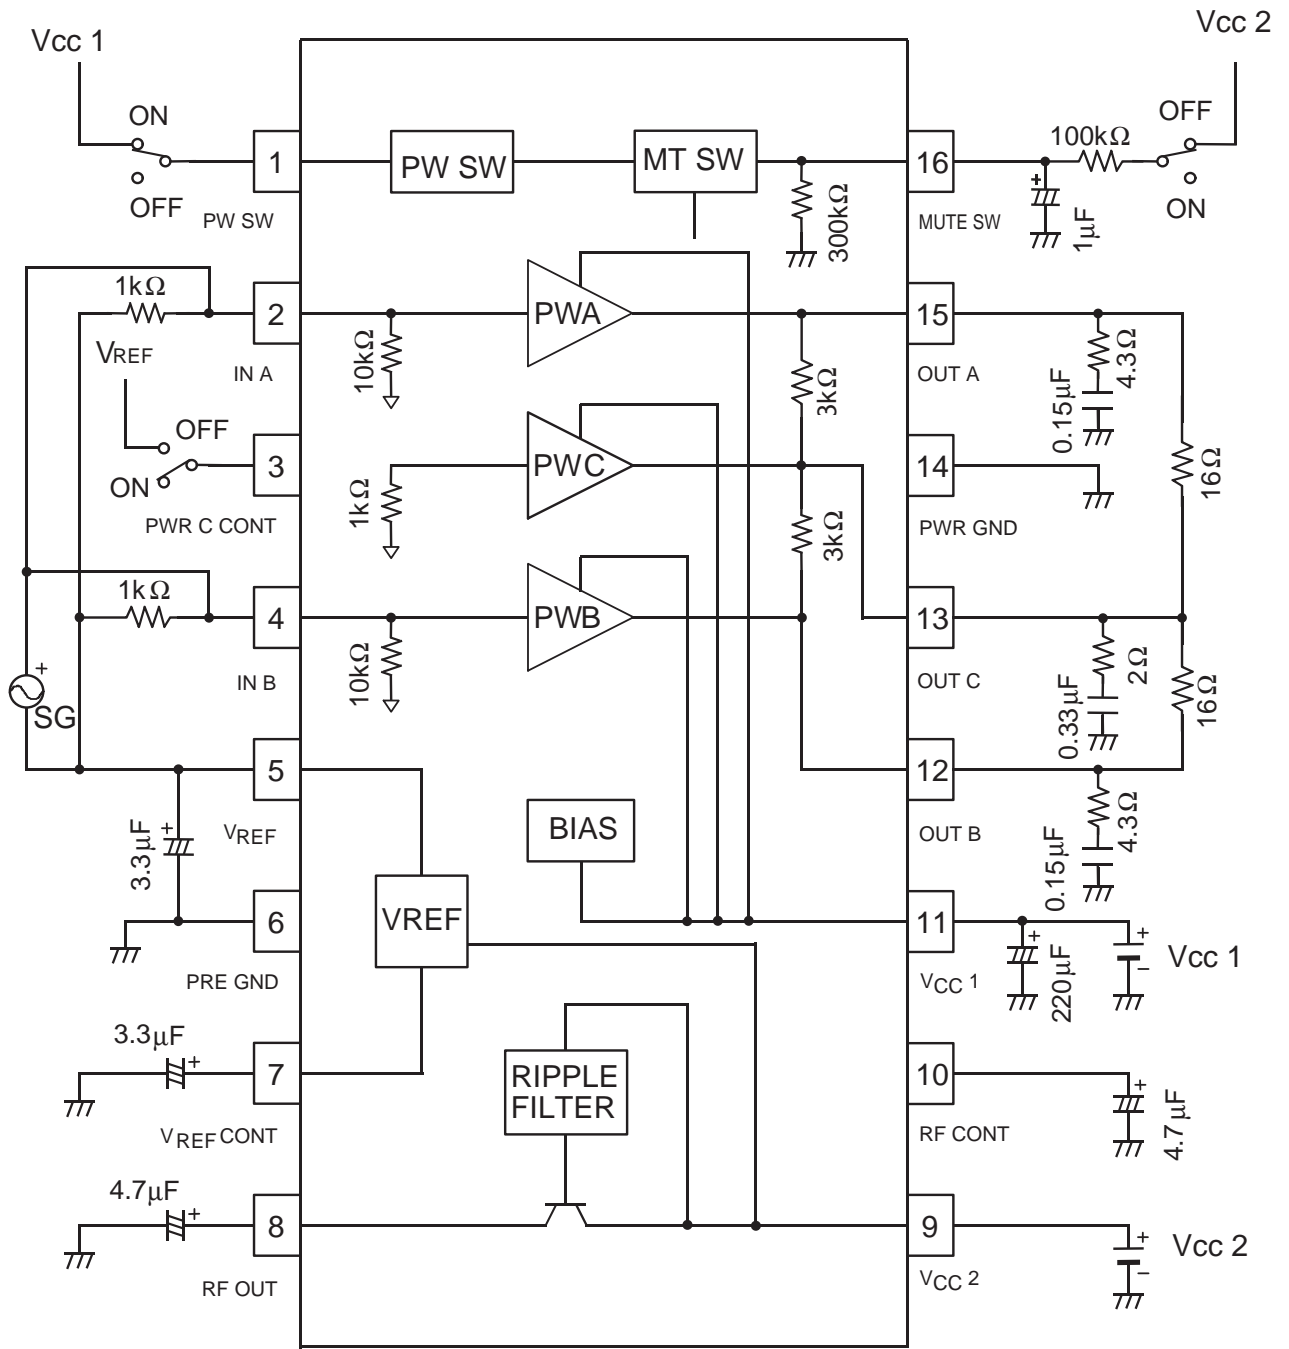 Vcc 1
Vcc 2
ON
OFF
1
PW SW
PW SW
MT SW
300kΩ
16
MUTE SW
100kΩ
+
1µF
OFF
ON
1kΩ
2
IN A
10kΩ
PWA
15
OUT A
4.3Ω
0.15µF
3kΩ
16Ω
VREF
OFF
ON
3
PWR C CONT
1kΩ
PWC
14
PWR GND
3kΩ
1kΩ
4
IN B
10kΩ
PWB
13
OUT C
2Ω
0.33µF
16Ω
+
SG
5
VREF
+
3.3µF
12
OUT B
4.3Ω
0.15µF
BIAS
6
PRE GND
VREF
11
VCC 1
+
220µF
+
−
Vcc 1
3.3µF
+
7
VREF CONT
RIPPLE
FILTER
10
RF CONT
+
4.7µF
4.7µF
+
8
RF OUT
9
VCC 2
+
−
Vcc 2